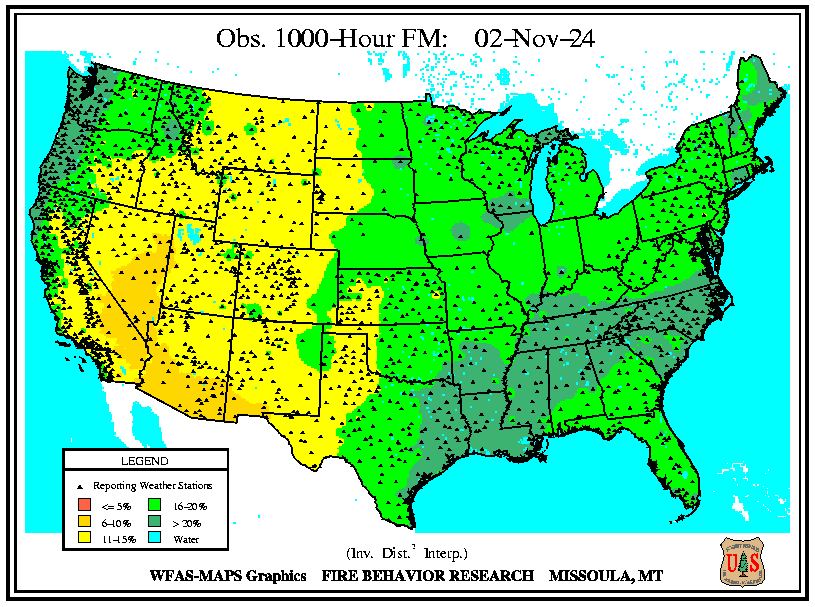 Obs. 1000-Hour FM: 02-Nov-24
LEGEND
Reporting Weather Stations
<= 5%
16-20%
6-10%
> 20%
11-15%
Water
(Inv. Dist.² Interp.)
WFAS-MAPS Graphics FIRE BEHAVIOR RESEARCH MISSOULA, MT
U S